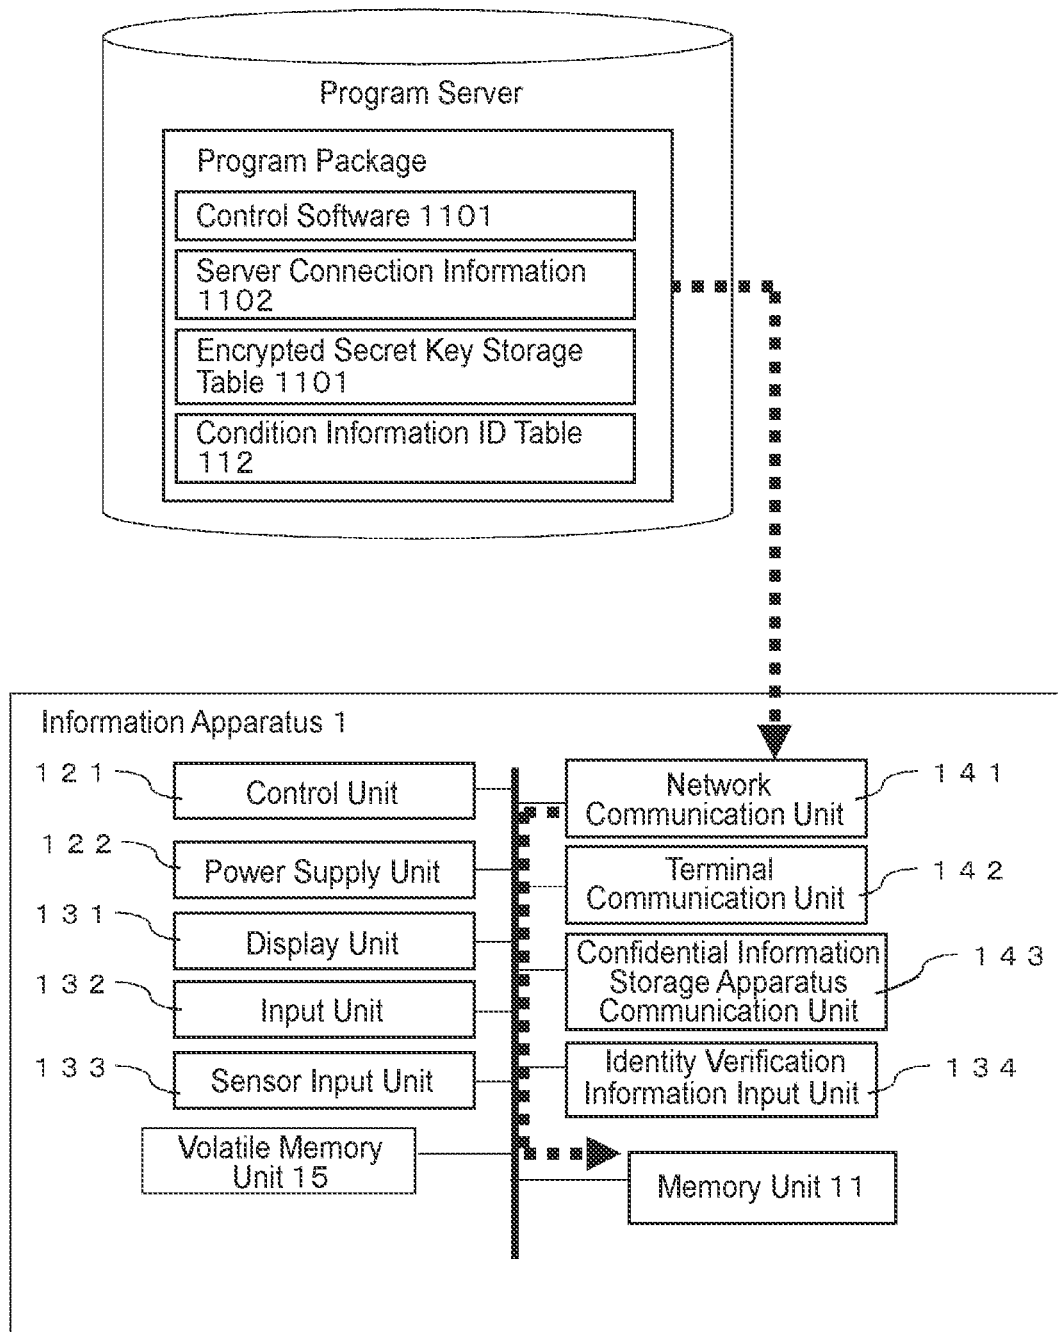 Program Server
Program Package
Control Software 1101
Server Connection Information
1102
Encrypted Secret Key Storage
Table 1101
Condition Information ID Table
112
Information Apparatus 1
121
Control Unit
122
Power Supply Unit
131
Display Unit
132
Input Unit
133
Sensor Input Unit
Volatile Memory
Unit 15
Network
Communication Unit
141
Terminal
Communication Unit
142
Confidential Information
Storage Apparatus
Communication Unit
143
Identity Verification
Information Input Unit
134
Memory Unit 11